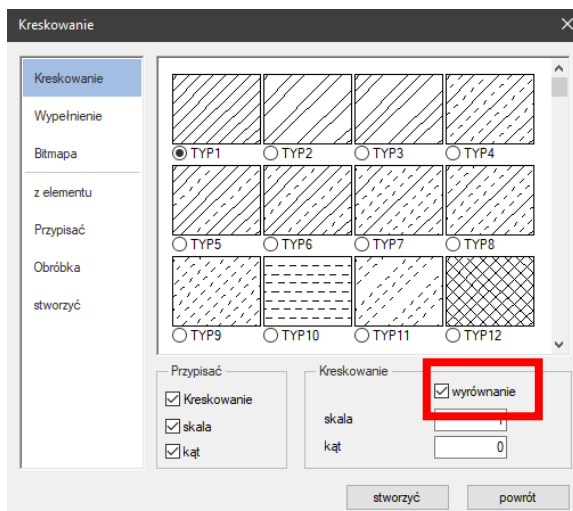 Kreskowanie
Kreskowanie
Wypełnienie
Bitmapa
z elementu
Przypisać
Obróbka
stworzyć
TYP1 TYP2 TYP3 TYP4
TYP5 TYP6 TYP7 TYP8
TYP9 TYP10 TYP11 TYP12
Przypisać
Kreskowanie
skala
kąt
Kreskowanie
wyrównanie
skala
kąt 0
stworzyć powrót